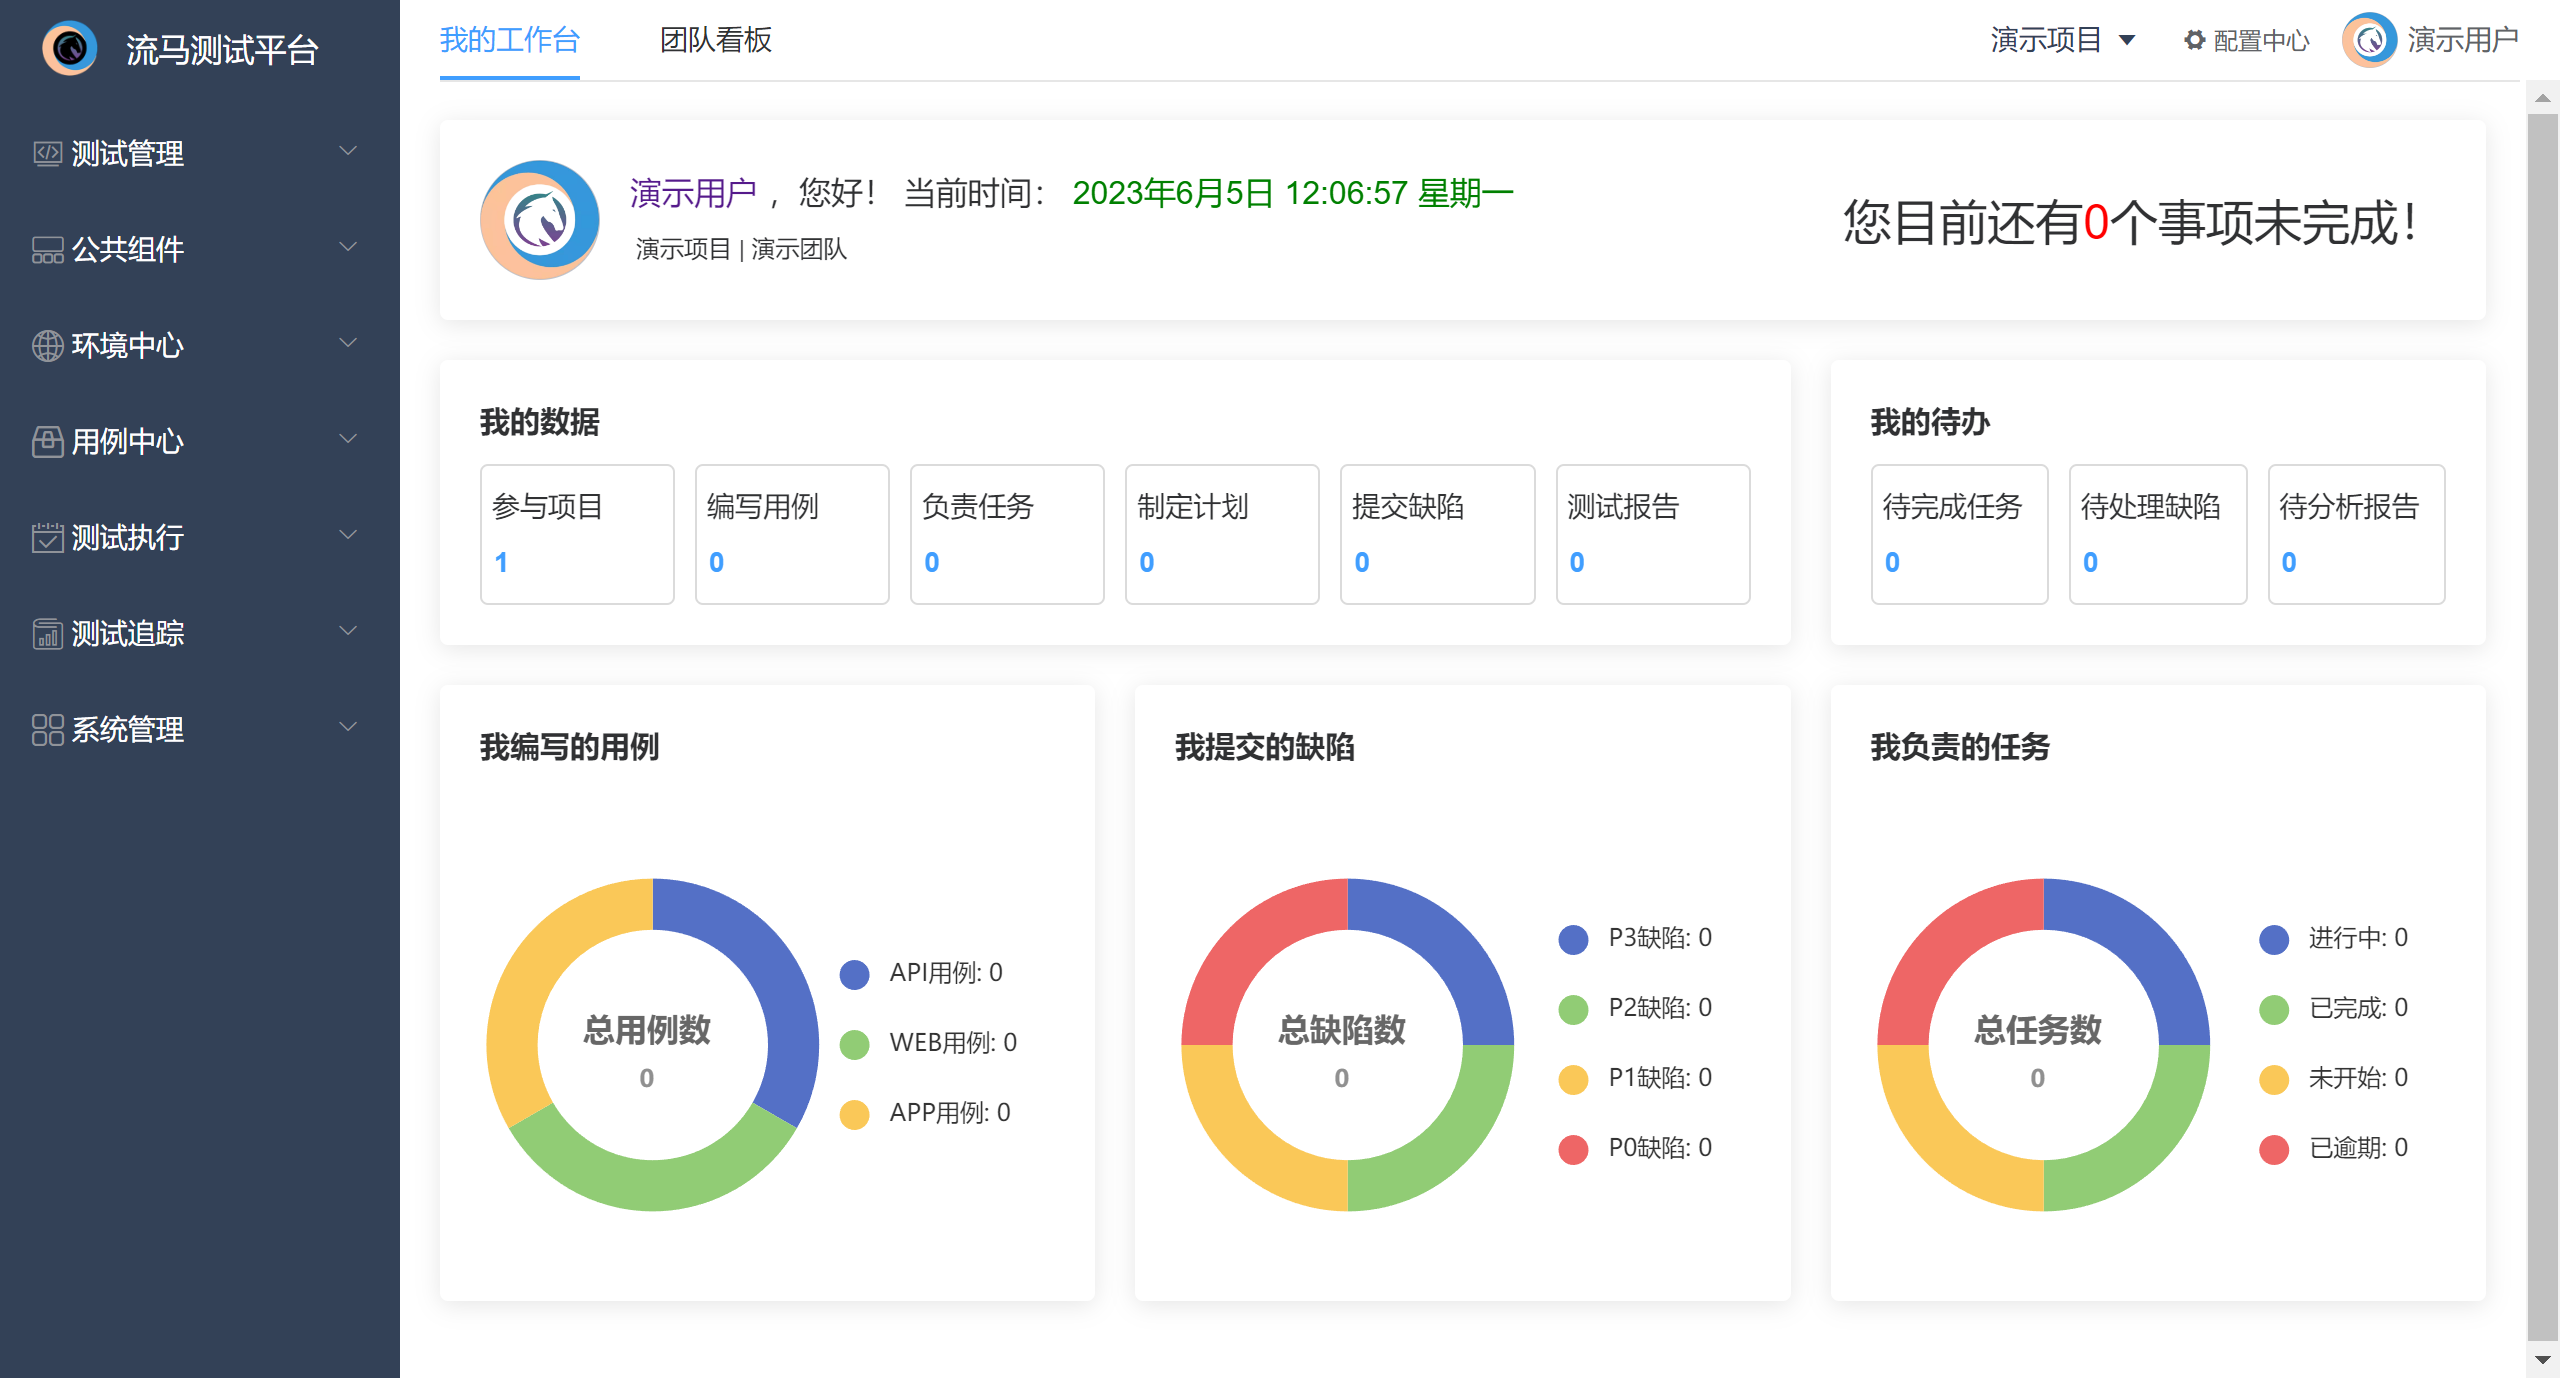 流马测试平台
测试管理
公共组件
环境中心
用例中心
测试执行
测试追踪
系统管理
我的工作台
团队看板
演示项目
配置中心
演示用户
演示用户 ，您好！ 当前时间： 2023年6月5日 12:06:57 星期一
演示项目 | 演示团队
您目前还有0个事项未完成！
我的数据
参与项目
1
编写用例
0
负责任务
0
制定计划
0
提交缺陷
0
测试报告
0
我的待办
待完成任务
0
待处理缺陷
0
待分析报告
0
我编写的用例
总用例数
0
API用例: 0
WEB用例: 0
APP用例: 0
我提交的缺陷
总缺陷数
0
P3缺陷: 0
P2缺陷: 0
P1缺陷: 0
P0缺陷: 0
我负责的任务
总任务数
0
进行中: 0
已完成: 0
未开始: 0
已逾期: 0